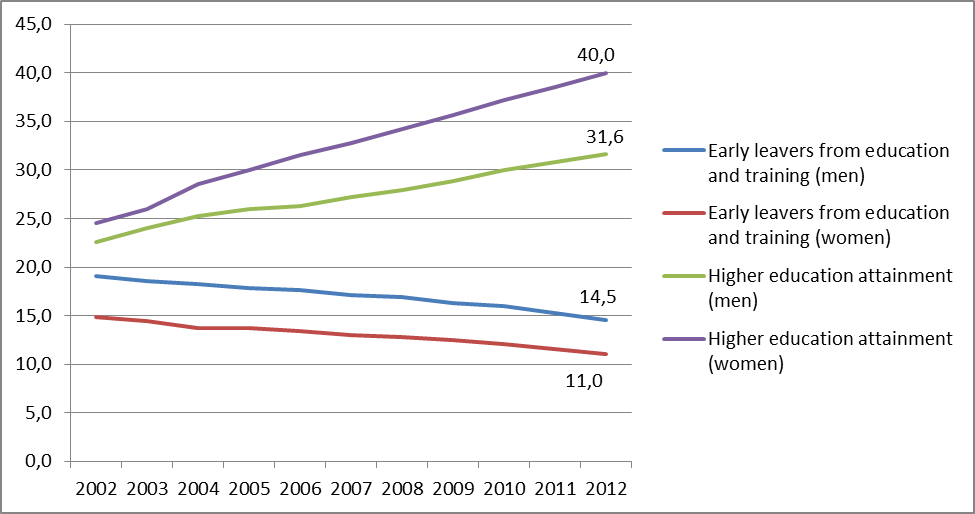 45,0
40,0
35,0
30,0
25,0
20,0
15,0
10,0
5,0
0,0
2002 2003 2004 2005 2006 2007 2008 2009 2010 2011 2012
40,0
31,6
14,5
11,0
Early leavers from education
and training (men)
Early leavers from education
and training (women)
Higher education attainment
(men)
Higher education attainment
(women)